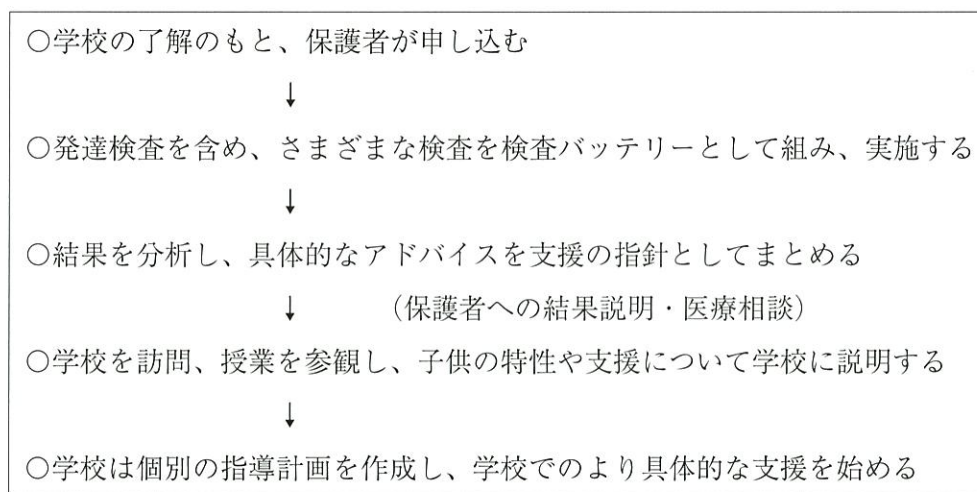 ○学校の了解のもと、保護者が申し込む
↓
○発達検査を含め、さまざまな検査を検査バッテリーとして組み、実施する
↓
○結果を分析し、具体的なアドバイスを支援の指針としてまとめる
↓ （保護者への結果説明・医療相談）
○学校を訪問、授業を参観し、子供の特性や支援について学校に説明する
↓
○学校は個別の指導計画を作成し、学校でのより具体的な支援を始める